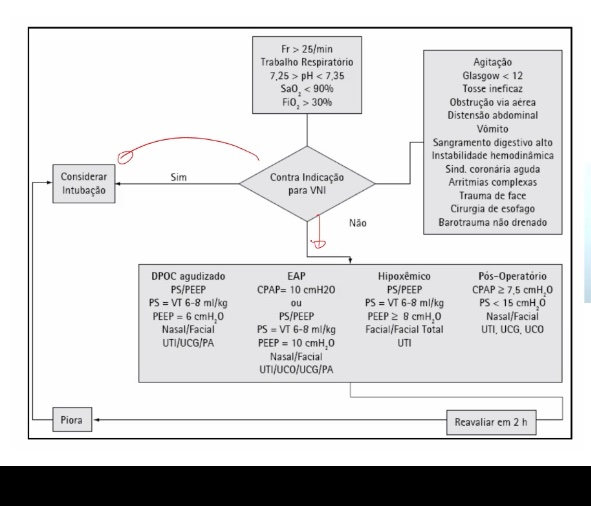 Fr > 25/min
Trabalho Respiratório
7,25 > pH < 7,35
SaO₂ < 90%
FiO₂ > 30%
Agitação
Glasgow < 12
Tosse ineficaz
Obstrução via aérea
Distensão abdominal
Vômito
Sangramento digestivo alto
Instabilidade hemodinâmica
Sind. coronária aguda
Arritmias complexas
Trauma de face
Cirurgia de esofago
Barotrauma não drenado
Considerar
Intubação
Sim
Contra Indicação
para VNI
Não
DPOC agudizado
PS/PEEP
PS = VT 6-8 ml/kg
PEEP = 6 cmH₂O
Nasal/Facial
UTI/UCG/PA
EAP
CPAP= 10 cmH2O
ou
PS/PEEP
PS = VT 6-8 ml/kg
PEEP = 10 cmH₂O
Nasal/Facial
UTI/UCO/UCG/PA
Hipoxêmico
PS/PEEP
PS = VT 6-8 ml/kg
PEEP ≥ 8 cmH₂O
Facial/Facial Total
UTI
Pós-Operatório
CPAP ≥ 7,5 cmH₂O
PS < 15 cmH₂O
Nasal/Facial
UTI, UCG, UCO
Piora
Reavaliar em 2 h